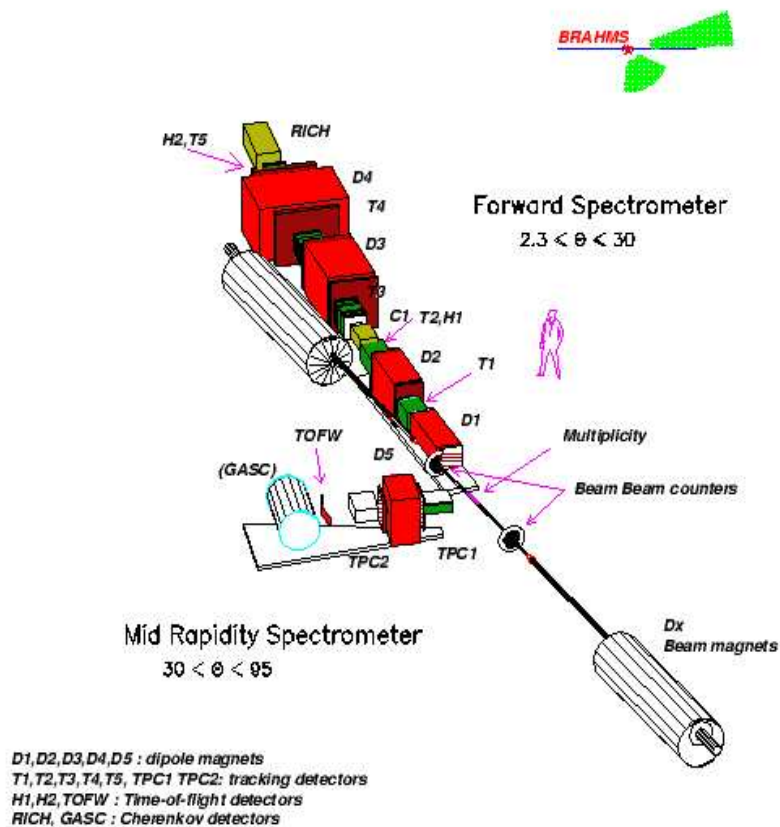 BRAHMS
RICH
H2,T5
D4
T4
Forward Spectrometer
2.3 < θ < 30
D3
T3
C1 T2,H1
D2
T1
D1
TOFW
Multiplicity
D5
(GASC)
Beam Beam counters
TPC2
TPC1
Mid Rapidity Spectrometer
30 < θ < 95
Dx
Beam magnets
D1,D2,D3,D4,D5 : dipole magnets
T1,T2,T3,T4,T5, TPC1 TPC2: tracking detectors
H1,H2,TOFW : Time-of-flight detectors
RICH, GASC : Cherenkov detectors